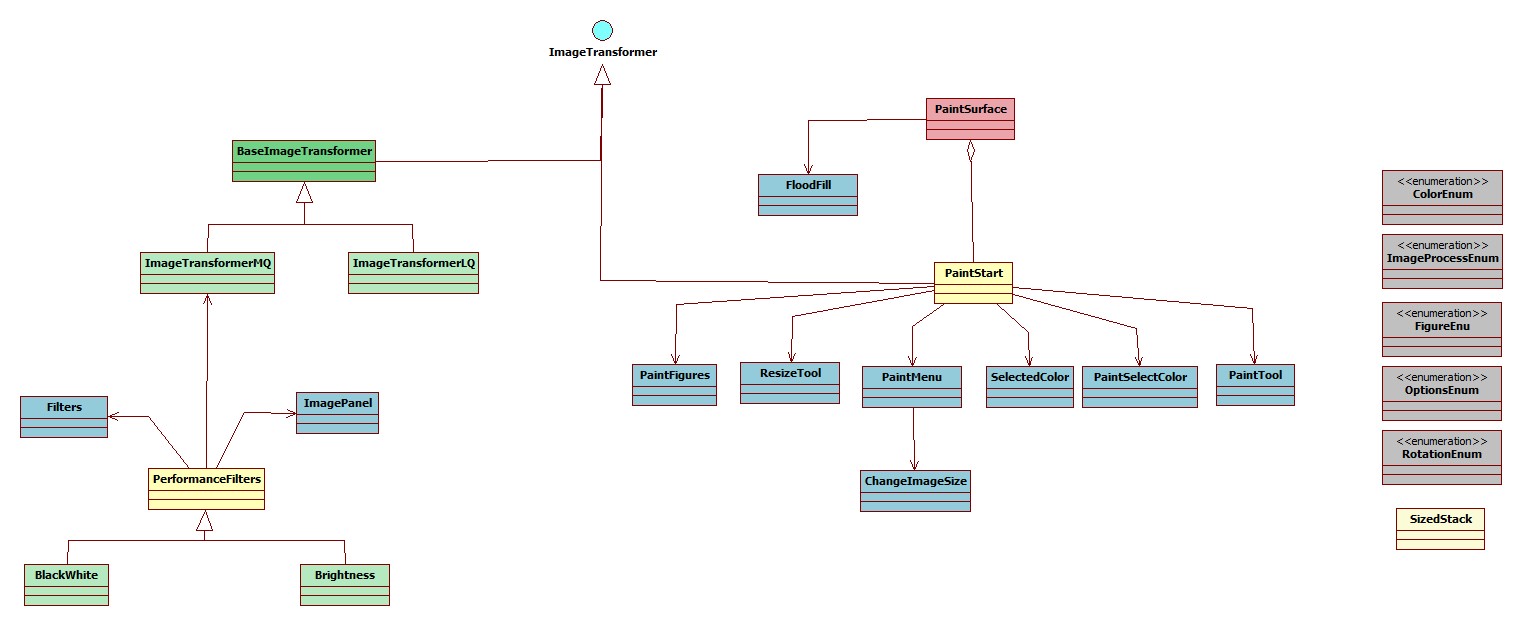 ImageTransformer
PaintSurface
BaseImageTransformer
FloodFill
<<enumeration>>
ColorEnum
<<enumeration>>
ImageProcessEnum
ImageTransformerMQ
ImageTransformerLQ
PaintStart
<<enumeration>>
FigureEnu
PaintFigures
ResizeTool
PaintMenu
SelectedColor
PaintSelectColor
PaintTool
<<enumeration>>
OptionsEnum
Filters
ImagePanel
<<enumeration>>
RotationEnum
PerformanceFilters
ChangeImageSize
SizedStack
BlackWhite
Brightness